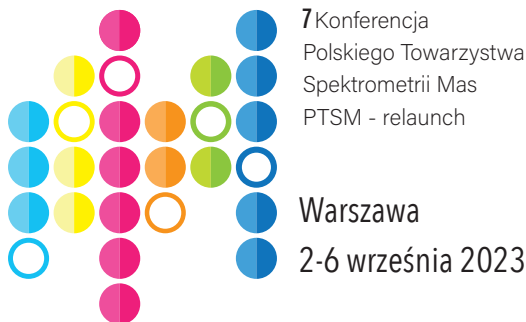 7 Konferencja
Polskiego Towarzystwa
Spektrometrii Mas
PTSM - relaunch
Warszawa
2-6 września 2023